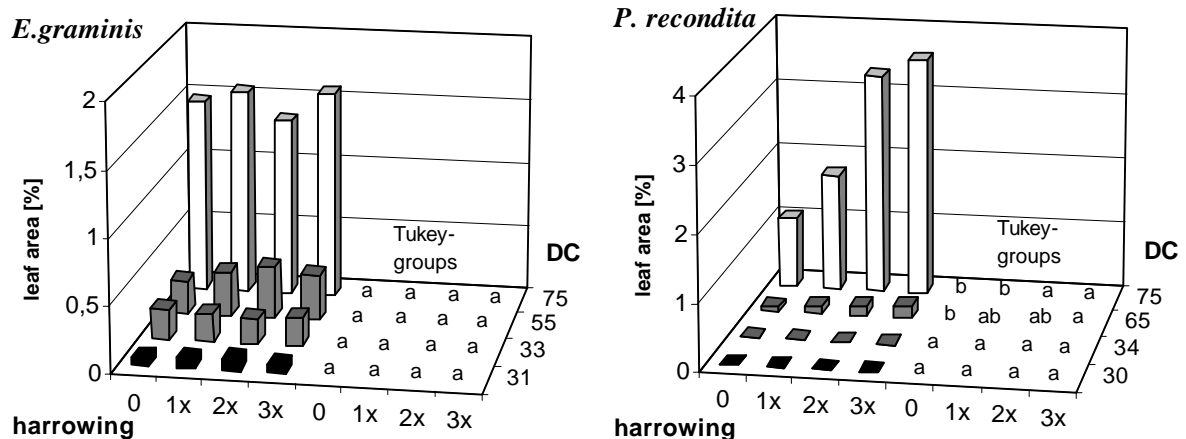 E.graminis
2
1,5
1
0,5
0
leaf area [%]
Tukey-
groups
DC
a a a a 75
a a a a 55
a a a a 33
a a a a 31
0 1x 2x 3x 0 1x 2x 3x
harrowing
P. recondita
4
3
2
1
0
leaf area [%]
Tukey-
groups
DC
b b a a 75
b ab ab a 65
a a a a 34
a a a a 30
0 1x 2x 3x 0 1x 2x 3x
harrowing